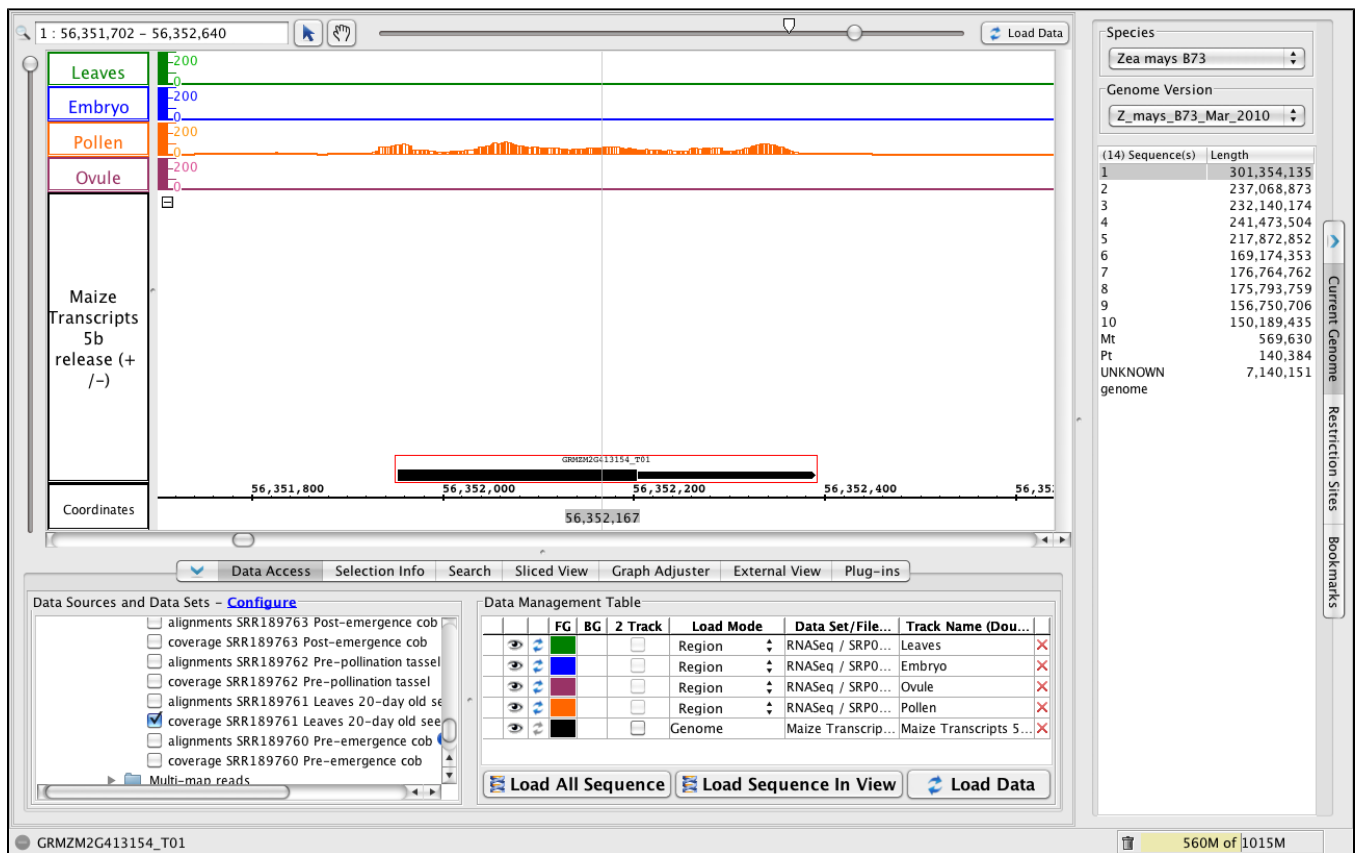 1 : 56,351,702 - 56,352,640
Load Data
Leaves
200
0
Embryo
200
0
Pollen
200
0
Ovule
200
0
Maize
Transcripts
5b
release (+
/-)
GRMZM2G413154_T01
56,351,800 56,352,000 56,352,200 56,352,400 56,35
Coordinates
56,352,167
Data Access Selection Info Search Sliced View Graph Adjuster External View Plug-ins
Data Sources and Data Sets - Configure
alignments SRR189763 Post-emergence cob
coverage SRR189763 Post-emergence cob
alignments SRR189762 Pre-pollination tassel
coverage SRR189762 Pre-pollination tassel
alignments SRR189761 Leaves 20-day old se
coverage SRR189761 Leaves 20-day old see
alignments SRR189760 Pre-emergence cob
coverage SRR189760 Pre-emergence cob
Multi-map reads
Data Management Table
FG BG 2 Track Load Mode Data Set/File... Track Name (Dou...
Region RNASeq / SRP0... Leaves
Region RNASeq / SRP0... Embryo
Region RNASeq / SRP0... Ovule
Region RNASeq / SRP0... Pollen
Genome Maize Transcrip... Maize Transcripts 5...
Load All Sequence Load Sequence In View Load Data
Species
Zea mays B73
Genome Version
Z_mays_B73_Mar_2010
(14) Sequence(s) Length
1 301,354,135
2 237,068,873
3 232,140,174
4 241,473,504
5 217,872,852
6 169,174,353
7 176,764,762
8 175,793,759
9 156,750,706
10 150,189,435
Mt 569,630
Pt 140,384
UNKNOWN 7,140,151
genome
Current Genome
Restriction Sites
Bookmarks
GRMZM2G413154_T01
560M of 1015M